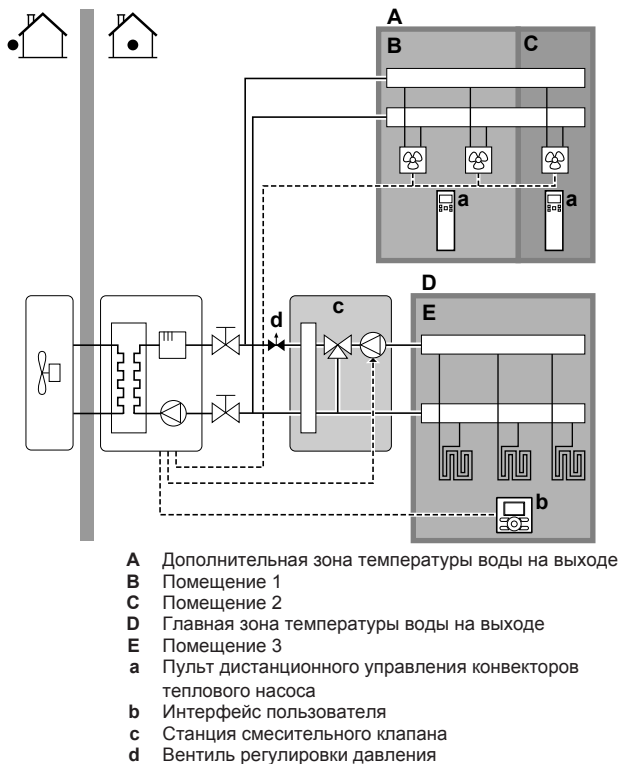 A
B
C
a
a
D
E
c
d
b
A Дополнительная зона температуры воды на выходе
B Помещение 1
C Помещение 2
D Главная зона температуры воды на выходе
E Помещение 3
a Пульт дистанционного управления конвекторов
теплового насоса
b Интерфейс пользователя
c Станция смесительного клапана
d Вентиль регулировки давления